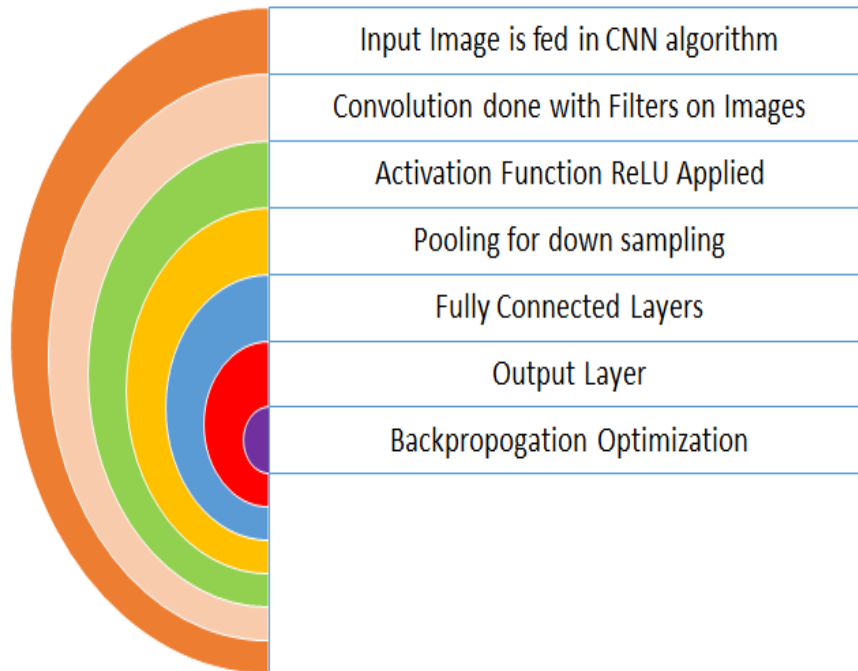 Input Image is fed in CNN algorithm
Convolution done with Filters on Images
Activation Function ReLU Applied
Pooling for down sampling
Fully Connected Layers
Output Layer
Backpropogation Optimization